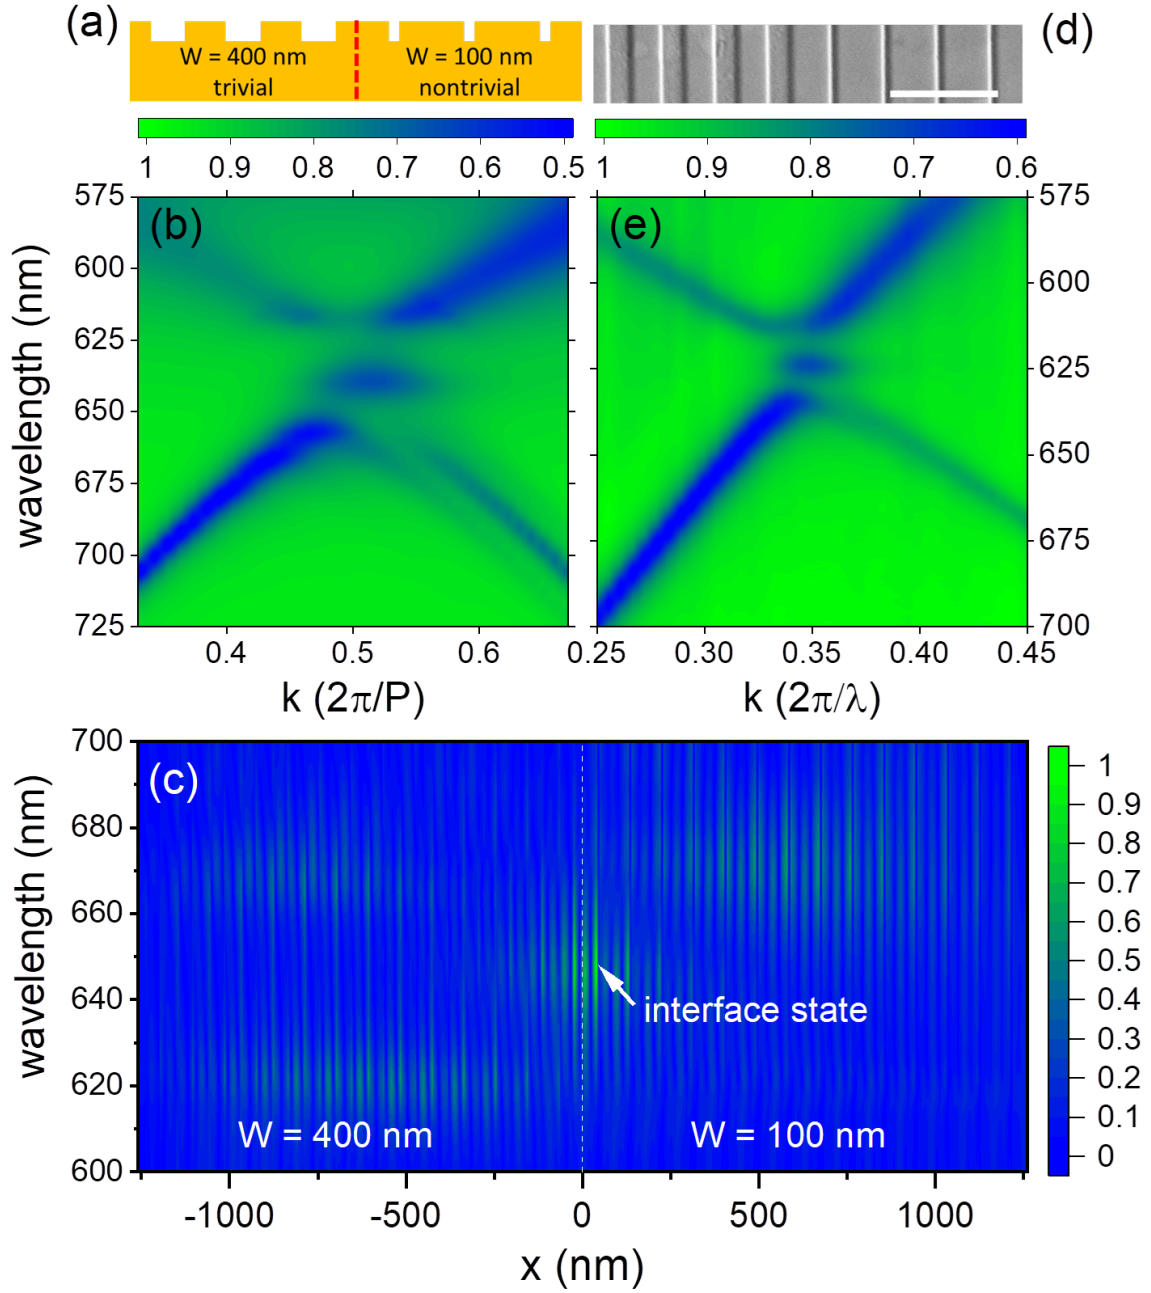 (a)
W = 400 nm
trivial
W = 100 nm
nontrivial
(d)
1 0.9 0.8 0.7 0.6 0.5
1 0.9 0.8 0.7 0.6
(b)
575
600
625
650
675
700
725
wavelength (nm)
0.4 0.5 0.6
k (2π/P)
(e)
575
600
625
650
675
700
0.25 0.30 0.35 0.40 0.45
k (2π/λ)
(c)
700
680
660
640
620
600
wavelength (nm)
interface state
W = 400 nm
W = 100 nm
-1000 -500 0 500 1000
x (nm)
1
0.9
0.8
0.7
0.6
0.5
0.4
0.3
0.2
0.1
0